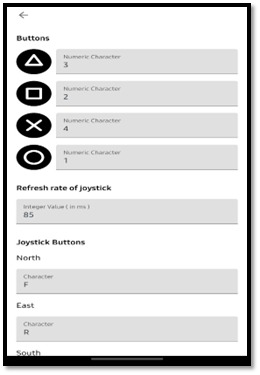 Buttons
Numeric Character
3
Numeric Character
2
Numeric Character
4
Numeric Character
1
Refresh rate of joystick
Integer Value ( in ms )
85
Joystick Buttons
North
Character
F
East
Character
R
South